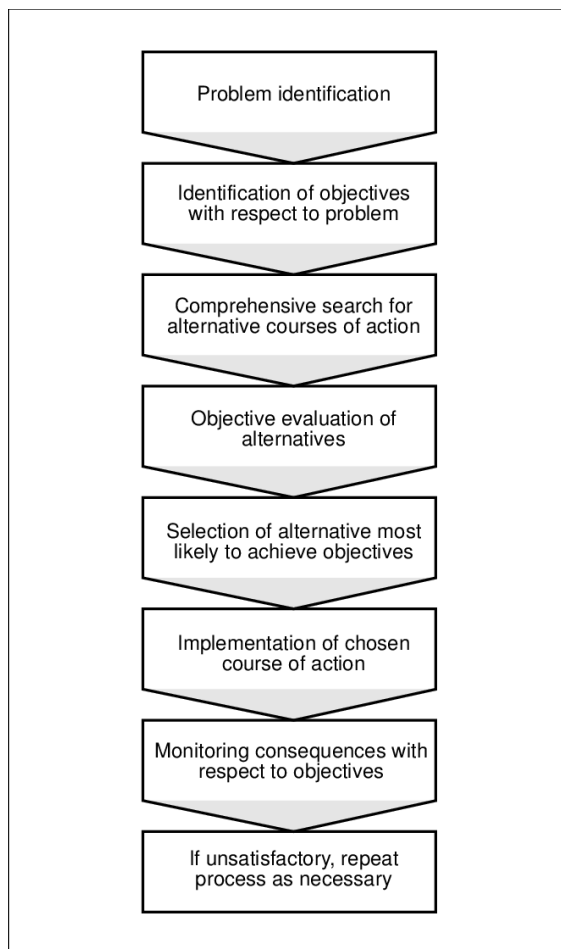 Problem identification
Identification of objectives
with respect to problem
Comprehensive search for
alternative courses of action
Objective evaluation of
alternatives
Selection of alternative most
likely to achieve objectives
Implementation of chosen
course of action
Monitoring consequences with
respect to objectives
If unsatisfactory, repeat
process as necessary